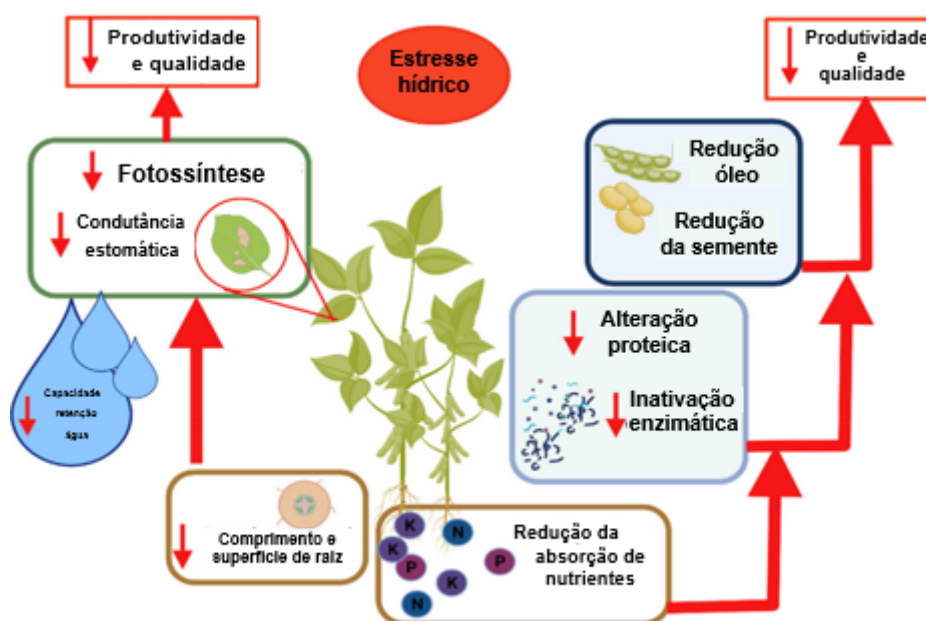 Produtividade
e qualidade
Estresse
hídrico
Produtividade
e
qualidade
Fotossíntese
Condutância
estomática
Redução
óleo
Redução
da semente
Capacidade
retenção
água
Alteração
proteica
Inativação
enzimática
Comprimento e
superficie de raiz
K
N
K
P
P
K
N
Redução da
absorção de
nutrientes